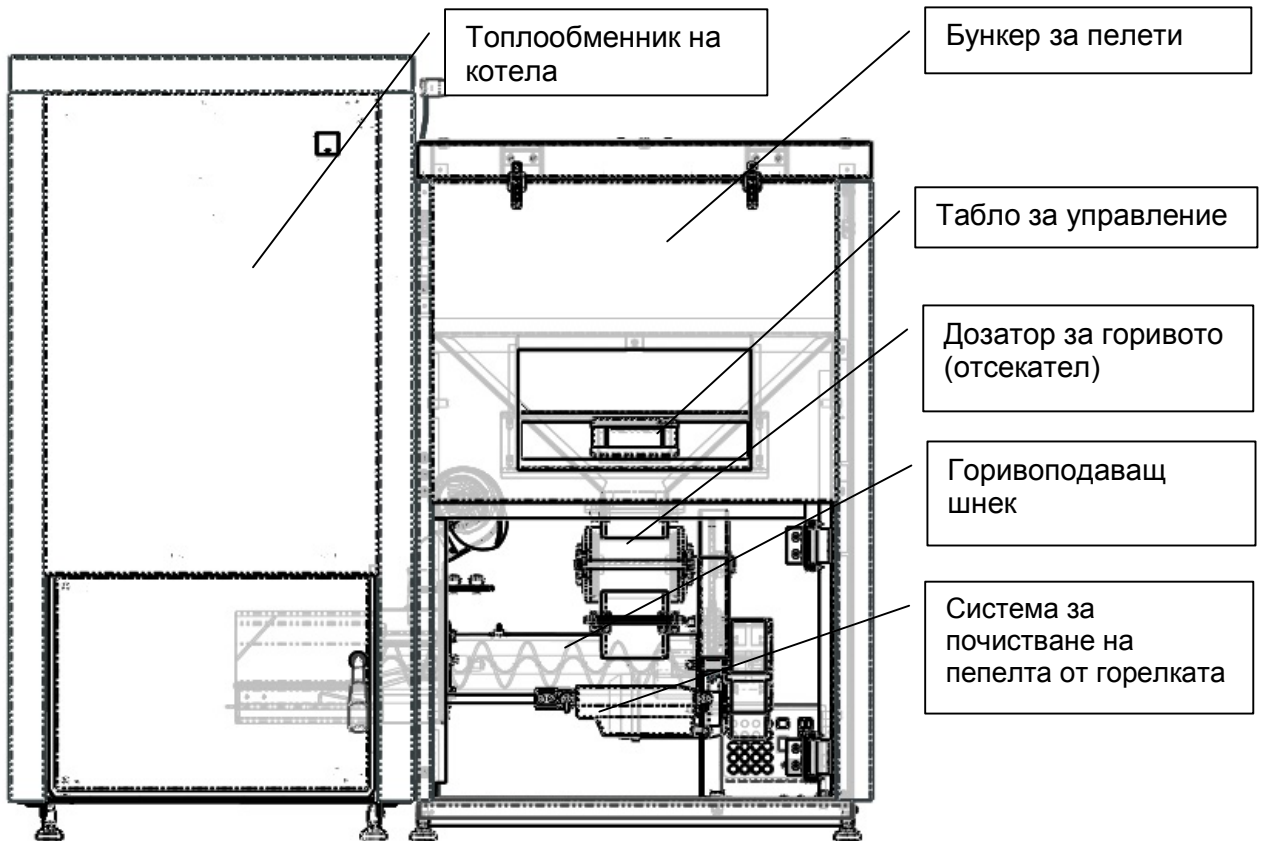 Топлообменник на
котела
Бункер за пелети
Табло за управление
Дозатор за горивото
(отсекател)
Горивоподаващ
шнек
Система за
почистване на
пепелта от горелката